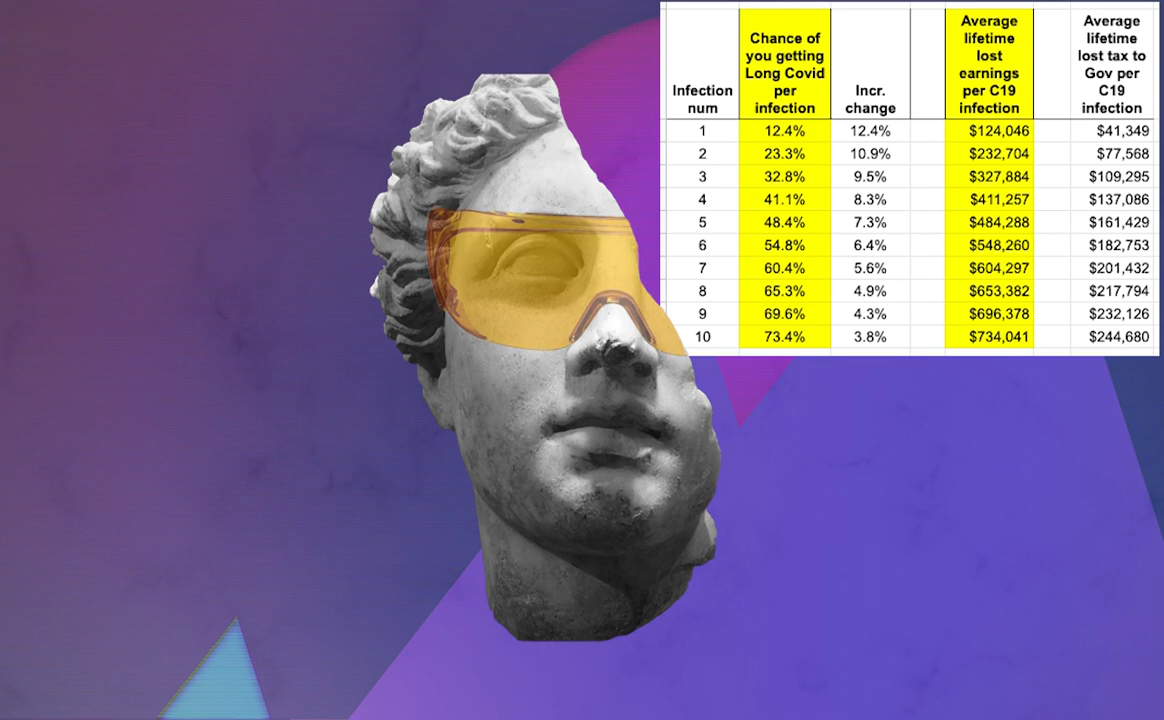 Infection num | Chance of you getting Long Covid per infection | Incr. change | Average lifetime lost earnings per C19 infection | Average lifetime lost tax to Gov per C19 infection
1 | 12.4% | 12.4% | $124,046 | $41,349
2 | 23.3% | 10.9% | $232,704 | $77,568
3 | 32.8% | 9.5% | $327,884 | $109,295
4 | 41.1% | 8.3% | $411,257 | $137,086
5 | 48.4% | 7.3% | $484,288 | $161,429
6 | 54.8% | 6.4% | $548,260 | $182,753
7 | 60.4% | 5.6% | $604,297 | $201,432
8 | 65.3% | 4.9% | $653,382 | $217,794
9 | 69.6% | 4.3% | $696,378 | $232,126
10 | 73.4% | 3.8% | $734,041 | $244,680